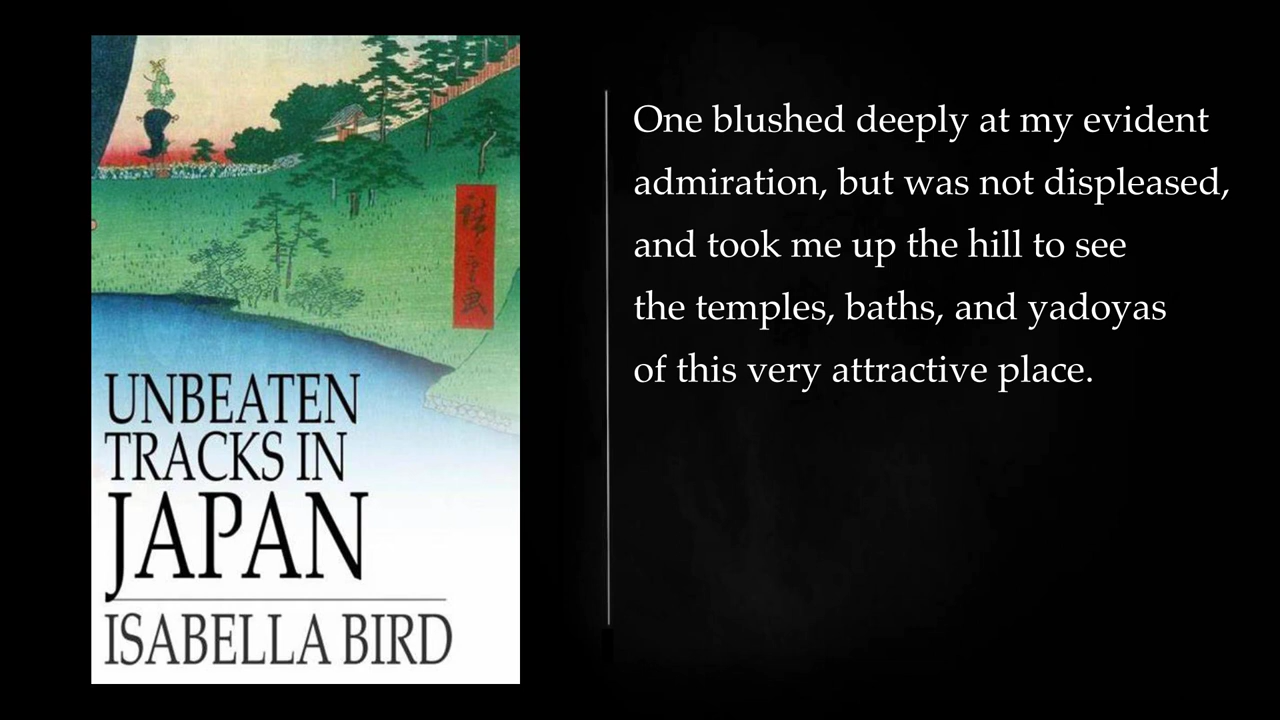 UNBEATEN
TRACKS IN
JAPAN
ISABELLA BIRD
One blushed deeply at my evident
admiration, but was not displeased,
and took me up the hill to see
the temples, baths, and yadoyas
of this very attractive place.